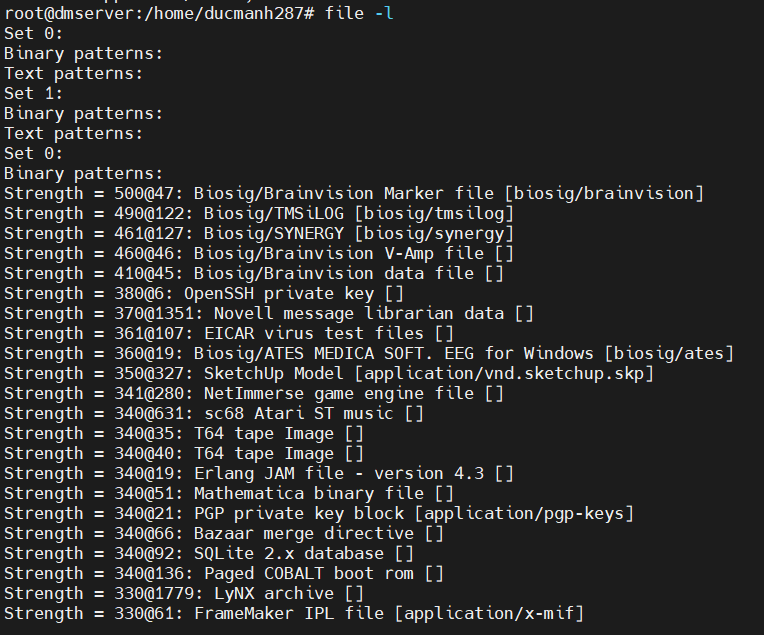 root@dmserver:/home/ducmanh287# file -l
Set 0:
Binary patterns:
Text patterns:
Set 1:
Binary patterns:
Text patterns:
Set 0:
Binary patterns:
Strength = 500@47: Biosig/Brainvision Marker file [biosig/brainvision]
Strength = 490@122: Biosig/TMSiLOG [biosig/tmsilog]
Strength = 461@127: Biosig/SYNERGY [biosig/synergy]
Strength = 460@46: Biosig/Brainvision V-Amp file []
Strength = 410@45: Biosig/Brainvision data file []
Strength = 380@6: OpenSSH private key []
Strength = 370@1351: Novell message librarian data []
Strength = 361@107: EICAR virus test files []
Strength = 360@19: Biosig/ATES MEDICA SOFT. EEG for Windows [biosig/ates]
Strength = 350@327: SketchUp Model [application/vnd.sketchup.skp]
Strength = 341@280: NetImmerse game engine file []
Strength = 340@631: sc68 Atari ST music []
Strength = 340@35: T64 tape Image []
Strength = 340@40: T64 tape Image []
Strength = 340@19: Erlang JAM file - version 4.3 []
Strength = 340@51: Mathematica binary file []
Strength = 340@21: PGP private key block [application/pgp-keys]
Strength = 340@66: Bazaar merge directive []
Strength = 340@92: SQLite 2.x database []
Strength = 340@136: Paged COBALT boot rom []
Strength = 330@1779: LyNX archive []
Strength = 330@61: FrameMaker IPL file [application/x-mif]